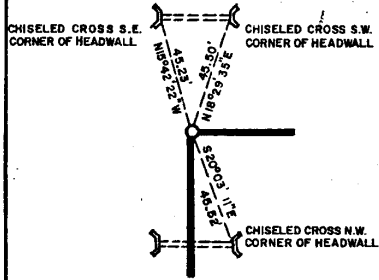 CHISELED CROSS S.E.
CORNER OF HEADWALL
CHISELED CROSS S.W.
CORNER OF HEADWALL
45.23'
N15°42'22"W
45.50'
N18°29'35"E
S20°03'11"E
45.52'
CHISELED CROSS N.W.
CORNER OF HEADWALL